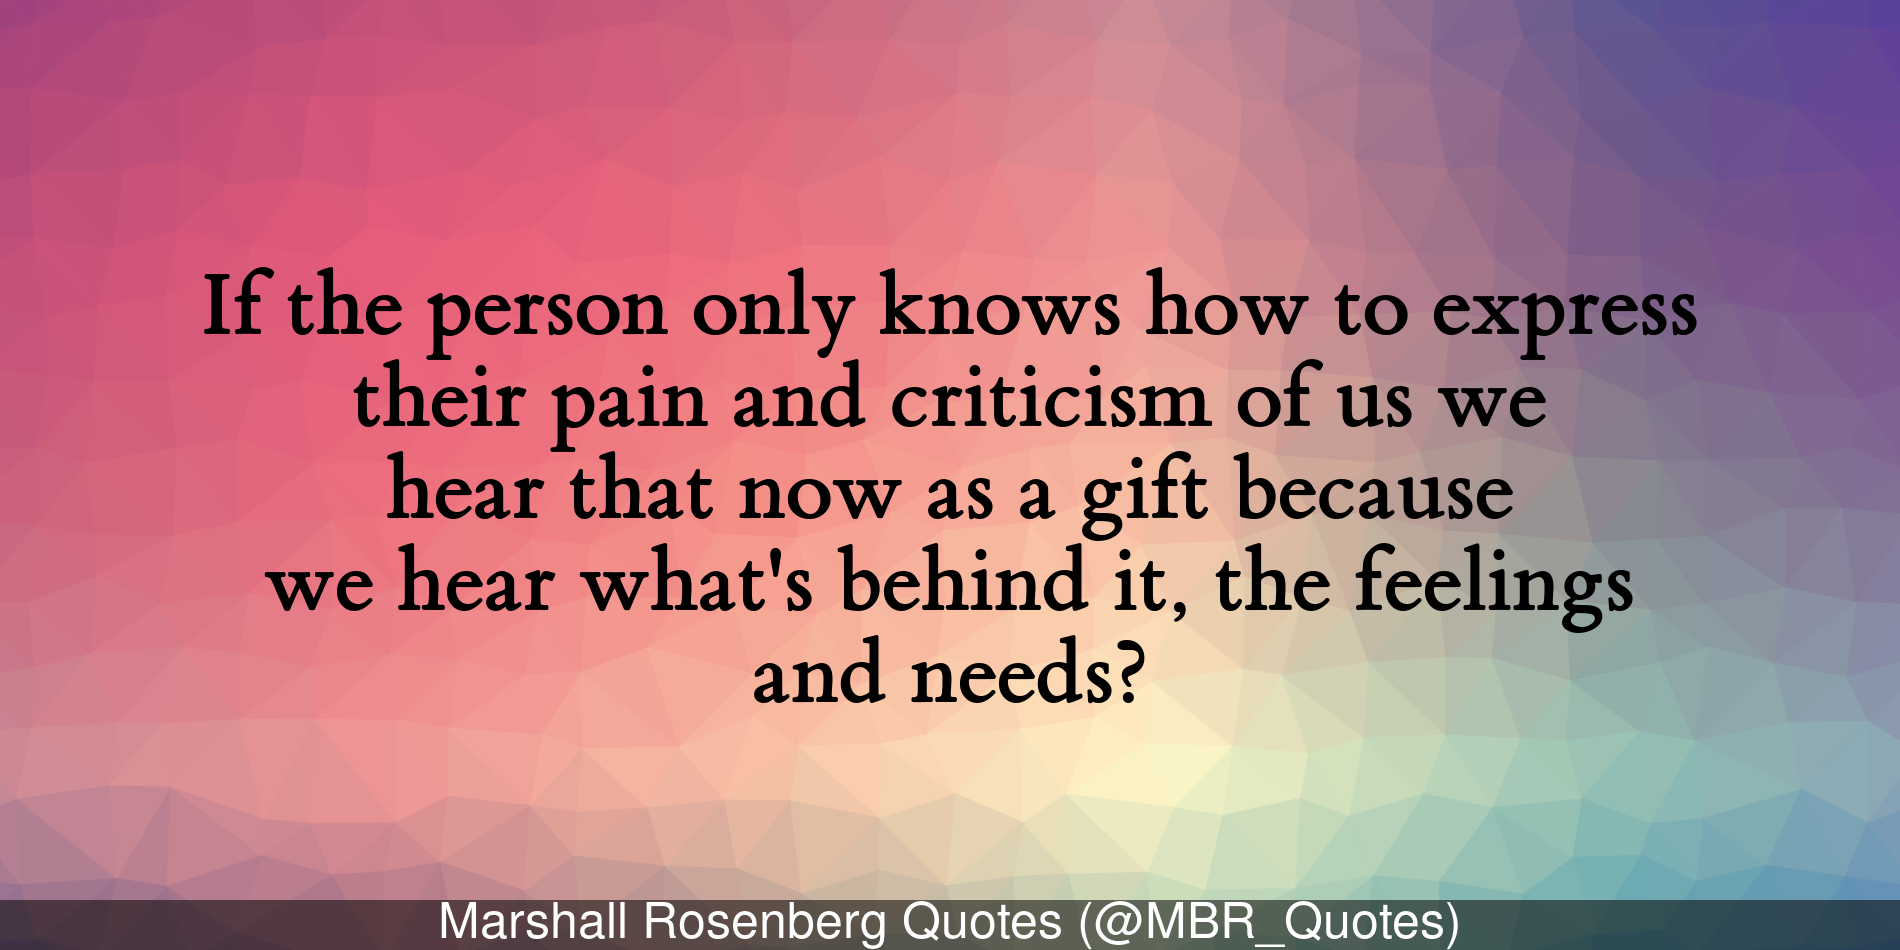 If the person only knows how to express
their pain and criticism of us we
hear that now as a gift because
we hear what's behind it, the feelings
and needs?
Marshall Rosenberg Quotes (@MBR_Quotes)